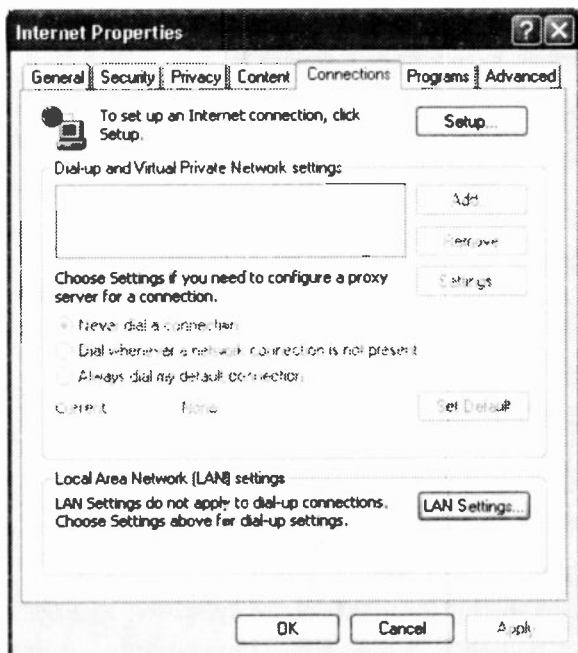 Internet Properties
General Security Privacy Content Connections Programs Advanced
To set up an Internet connection, click
Setup.
Setup...
Dial-up and Virtual Private Network settings
Add...
Remove
Settings
Choose Settings if you need to configure a proxy
server for a connection.
Never dial a connection
Dial whenever a network connection is not present
Always dial my default connection
Current None
Set Default
Local Area Network (LAN) settings
LAN Settings do not apply to dial-up connections.
Choose Settings above for dial-up settings.
LAN Settings...
OK Cancel Apply